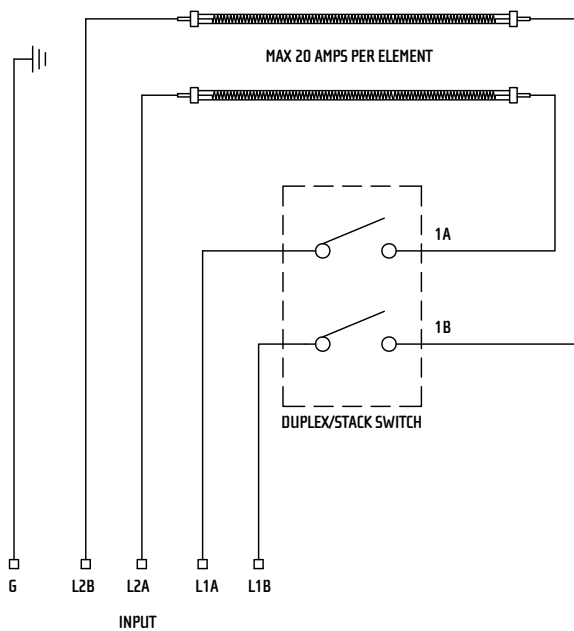 MAX 20 AMPS PER ELEMENT
1A
1B
DUPLEX/STACK SWITCH
G
L2B
L2A
L1A
L1B
INPUT